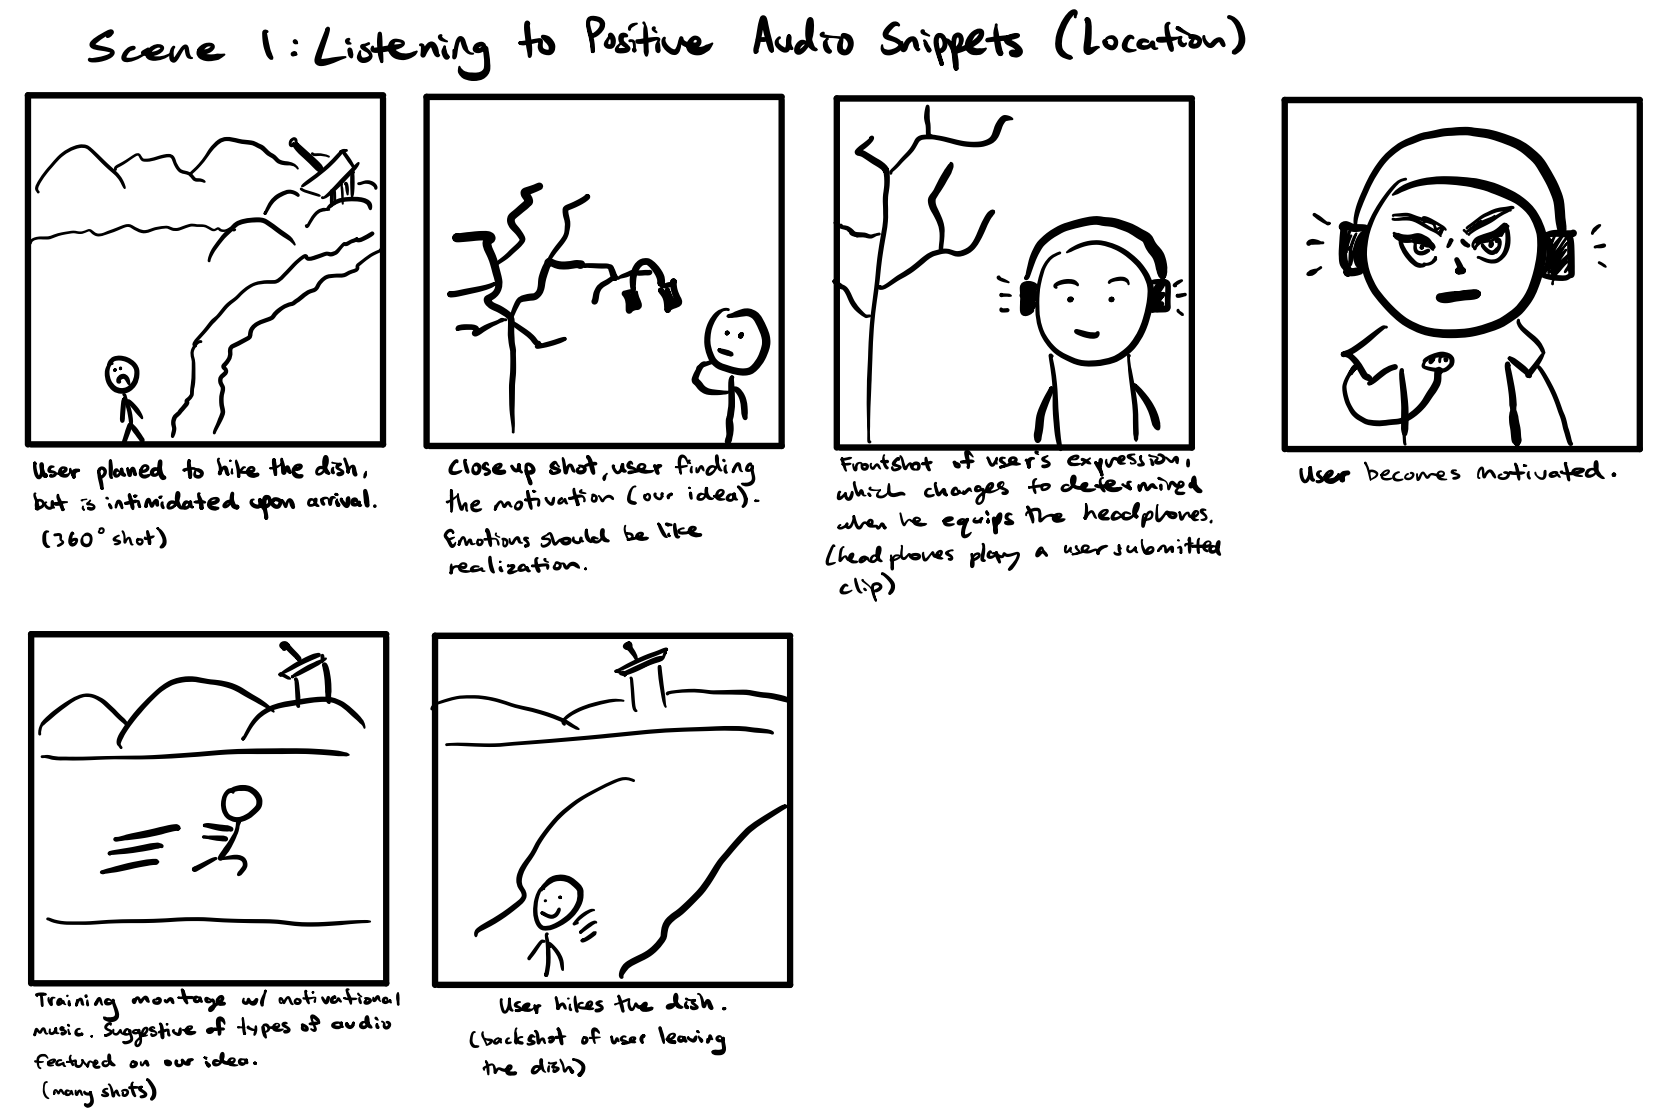 Scene 1: Listening to Positive Audio Snippets (Location)
User planed to hike the dish,
but is intimidated upon arrival.
(360° shot)
Close up shot, user finding
the motivation (our idea).
Emotions should be like
realization.
Frontshot of user's expression,
which changes to determined
when he equips the headphones.
(headphones play a user submitted
clip)
User becomes motivated.
Training montage w/ motivational
music. Suggestive of types of audio
featured on our idea.
(many shots)
User hikes the dish.
(backshot of user leaving
the dish)